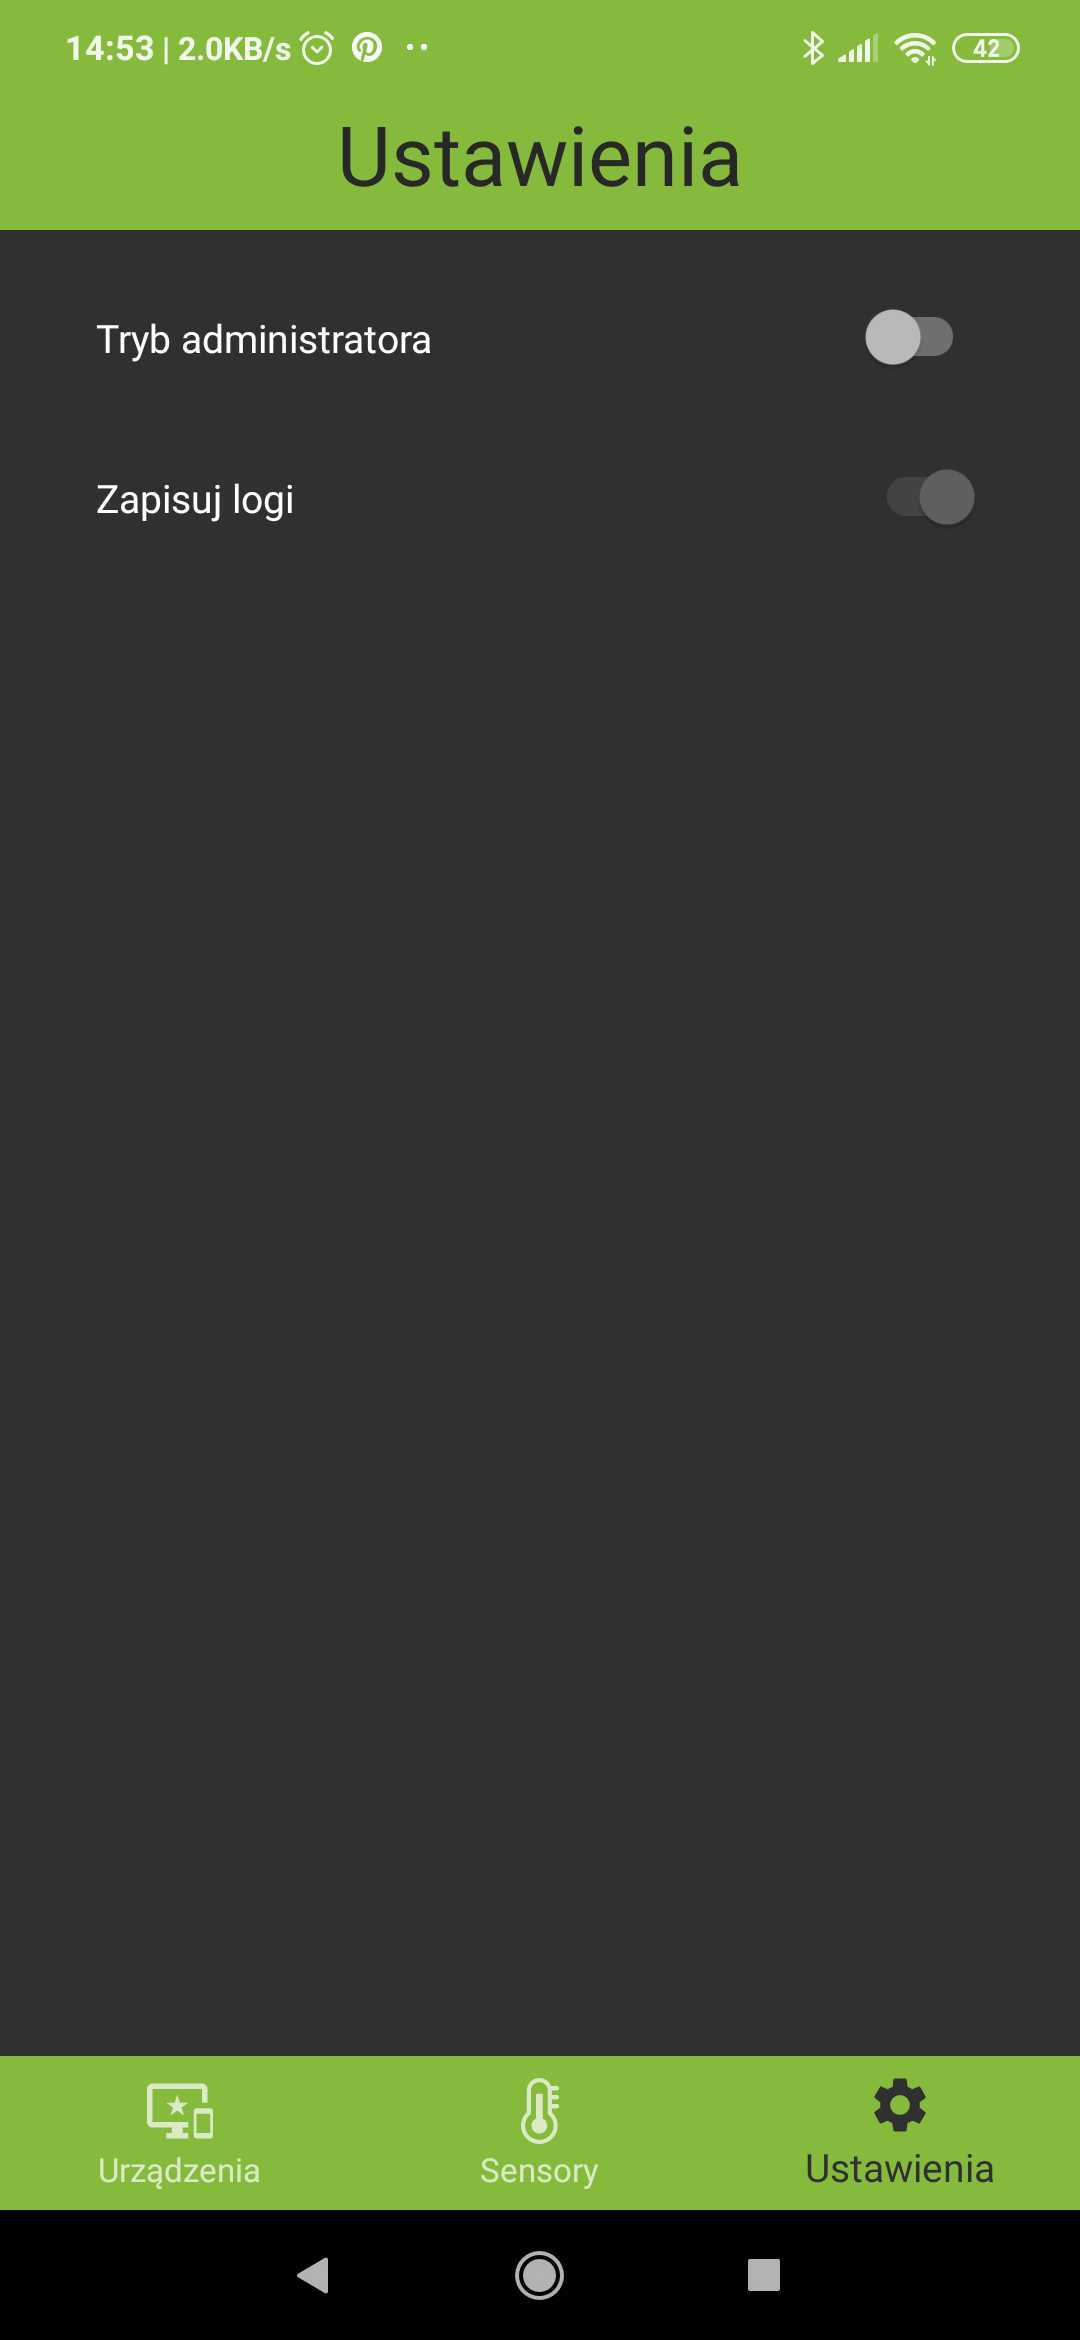 14:53 | 2.0KB/s 42
Ustawienia
Tryb administratora
Zapisuj logi
Urządzenia Sensory Ustawienia